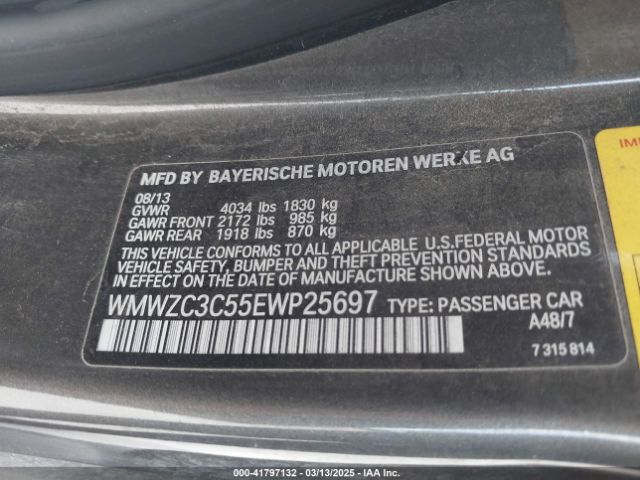 MFD BY BAYERISCHE MOTOREN WERKE AG
08/13
GVWR 4034 lbs 1830 kg
GAWR FRONT 2172 lbs 985 kg
GAWR REAR 1918 lbs 870 kg
THIS VEHICLE CONFORMS TO ALL APPLICABLE U.S.FEDERAL MOTOR
VEHICLE SAFETY, BUMPER AND THEFT PREVENTION STANDARDS
IN EFFECT ON THE DATE OF MANUFACTURE SHOWN ABOVE.
WMWZC3C55EWP25697 TYPE: PASSENGER CAR
A48/7
7 315 814
000-41797132 | 03/13/2025 | IAA Inc.